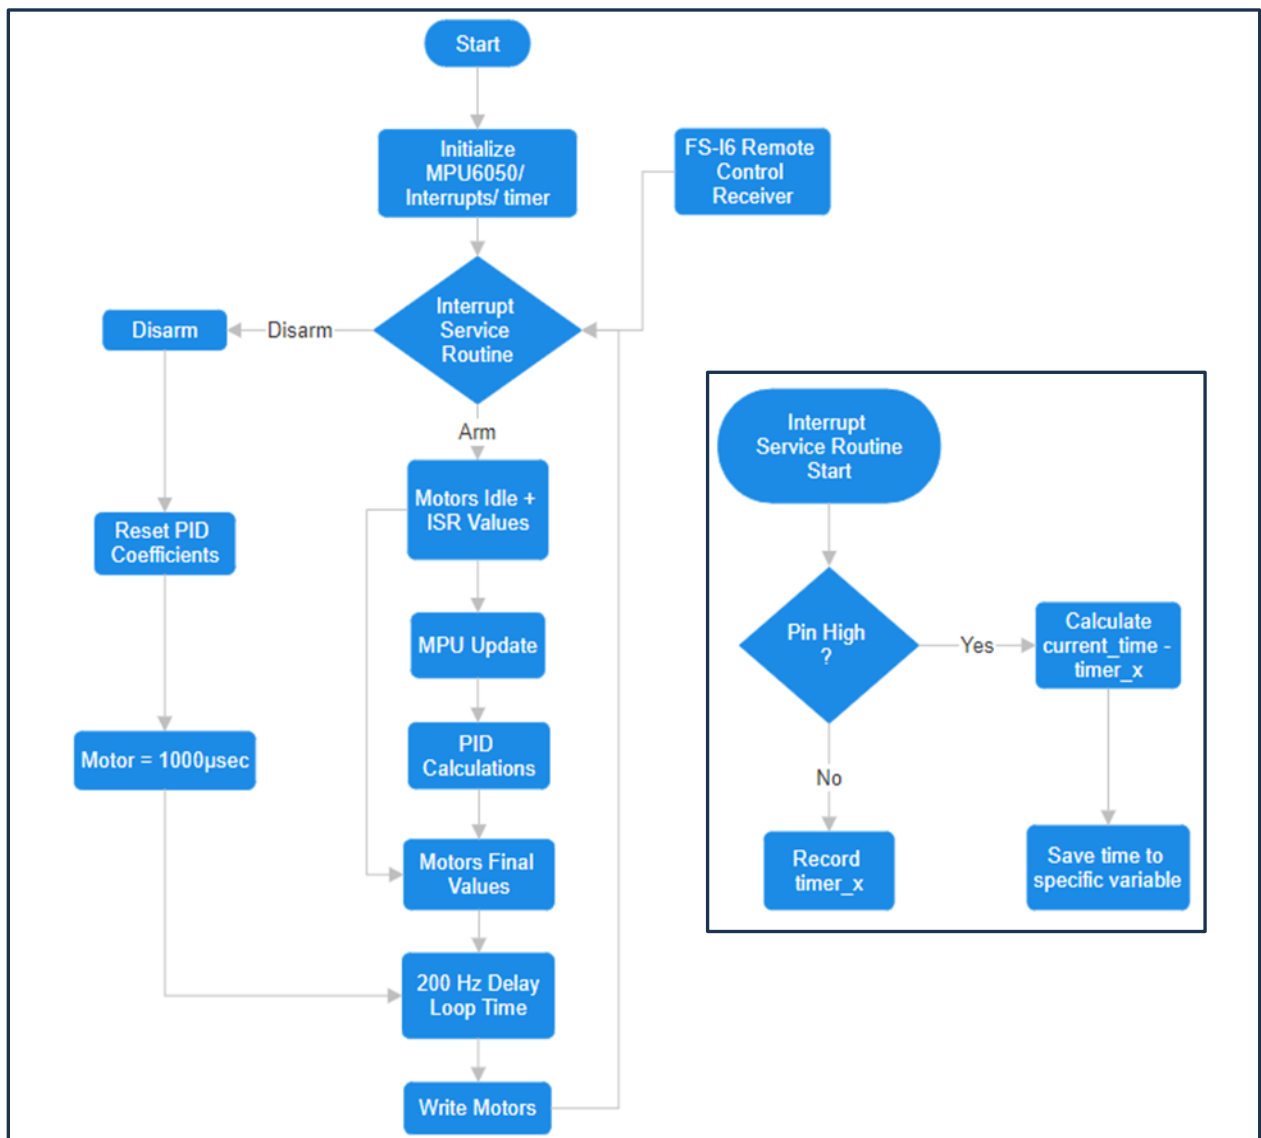 Start
Initialize
MPU6050/
Interrupts/ timer
FS-I6 Remote
Control
Receiver
Interrupt
Service
Routine
Disarm
Disarm
Arm
Motors Idle +
ISR Values
Reset PID
Coefficients
MPU Update
Motor = 1000µsec
PID
Calculations
Motors Final
Values
200 Hz Delay
Loop Time
Write Motors
Interrupt
Service Routine
Start
Pin High
?
Yes
Calculate
current_time -
timer_x
No
Record
timer_x
Save time to
specific variable